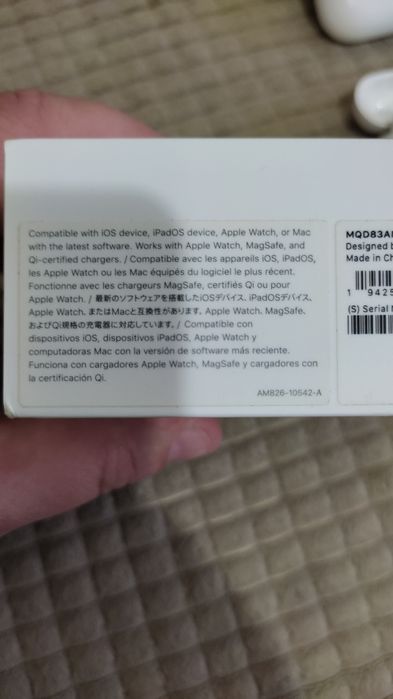 Compatible with iOS device, iPadOS device, Apple Watch, or Mac
with the latest software. Works with Apple Watch, MagSafe, and
Qi-certified chargers. / Compatible avec les appareils iOS, iPadOS,
les Apple Watch ou les Mac équipés du logiciel le plus récent.
Fonctionne avec les chargeurs MagSafe, certifiés Qi ou pour
Apple Watch. / 最新のソフトウェアを搭載したiOSデバイス、iPadOSデバイス、
Apple Watch、またはMacと互換性があります。Apple Watch、MagSafe、
およびQi規格の充電器に対応しています。/ Compatible con
dispositivos iOS, dispositivos iPadOS, Apple Watch y
computadoras Mac con la versión de software más reciente.
Funciona con cargadores Apple Watch, MagSafe y cargadores con
la certificación Qi.
AM826-10542-A
MQD83A
Designed b
Made in Ch
1 9425
(S) Serial